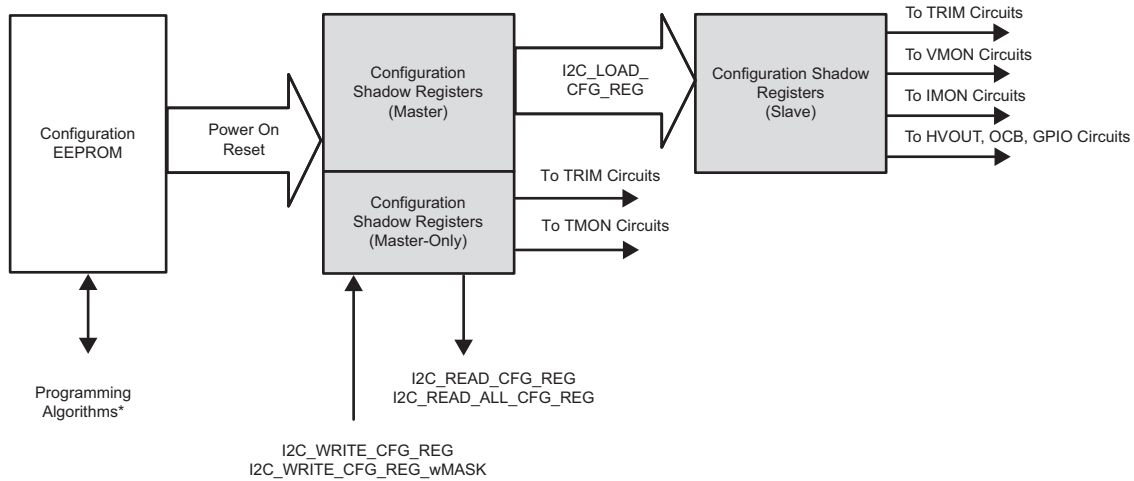 Configuration
EEPROM
Power On
Reset
Configuration
Shadow Registers
(Master)
Configuration
Shadow Registers
(Master-Only)
I2C_LOAD_
CFG_REG
Configuration Shadow
Registers
(Slave)
To TRIM Circuits
To VMON Circuits
To IMON Circuits
To HVOUT, OCB, GPIO Circuits
To TRIM Circuits
To TMON Circuits
Programming
Algorithms*
I2C_READ_CFG_REG
I2C_READ_ALL_CFG_REG
I2C_WRITE_CFG_REG
I2C_WRITE_CFG_REG_wMASK